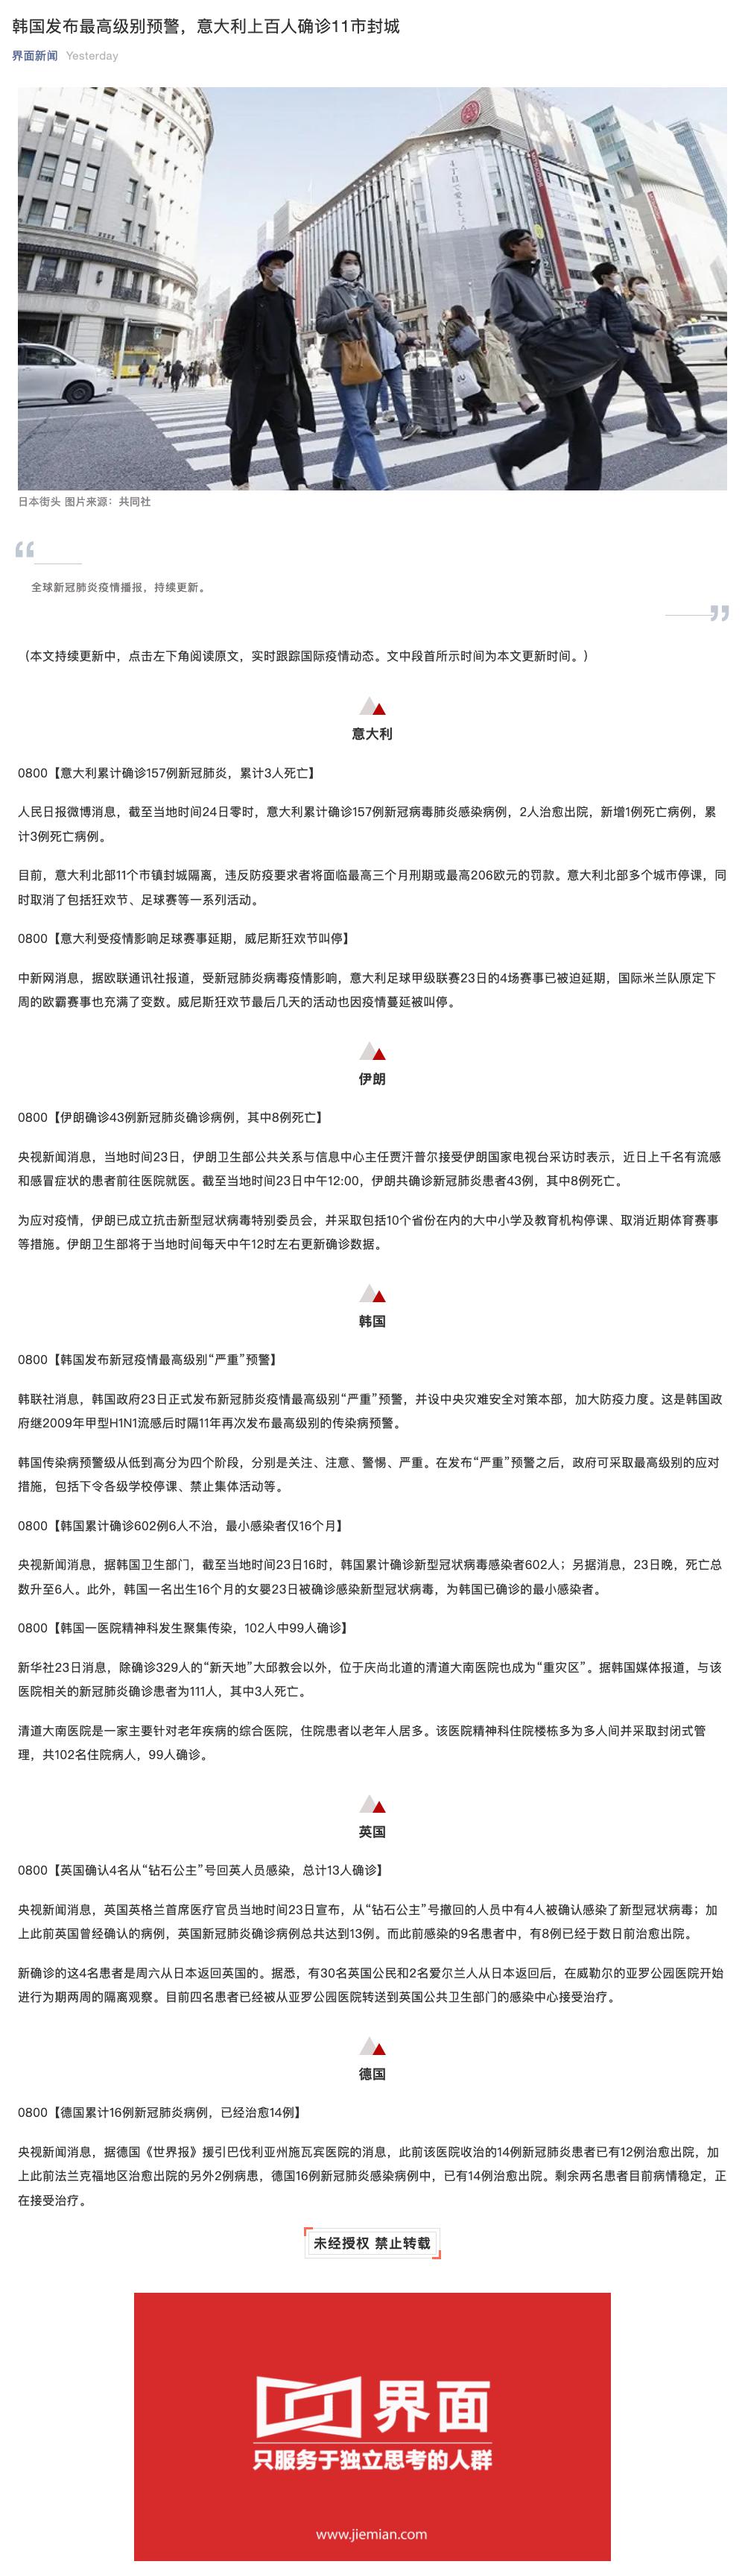 韩国发布最高级别预警，意大利上百人确诊11市封城
界面新闻 Yesterday
日本街头 图片来源：共同社
全球新冠肺炎疫情播报，持续更新。
（本文持续更新中，点击左下角阅读原文，实时跟踪国际疫情动态。文中段首所示时间为本文更新时间。）
意大利
0800【意大利累计确诊157例新冠肺炎，累计3人死亡】
人民日报微博消息，截至当地时间24日零时，意大利累计确诊157例新冠病毒肺炎感染病例，2人治愈出院，新增1例死亡病例，累
计3例死亡病例。
目前，意大利北部11个市镇封城隔离，违反防疫要求者将面临最高三个月刑期或最高206欧元的罚款。意大利北部多个城市停课，同
时取消了包括狂欢节、足球赛等一系列活动。
0800【意大利受疫情影响足球赛事延期，威尼斯狂欢节叫停】
中新网消息，据欧联通讯社报道，受新冠肺炎病毒疫情影响，意大利足球甲级联赛23日的4场赛事已被迫延期，国际米兰队原定下
周的欧霸赛事也充满了变数。威尼斯狂欢节最后几天的活动也因疫情蔓延被叫停。
伊朗
0800【伊朗确诊43例新冠肺炎确诊病例，其中8例死亡】
央视新闻消息，当地时间23日，伊朗卫生部公共关系与信息中心主任贾汗普尔接受伊朗国家电视台采访时表示，近日上千名有流感
和感冒症状的患者前往医院就医。截至当地时间23日中午12:00，伊朗共确诊新冠肺炎患者43例，其中8例死亡。
为应对疫情，伊朗已成立抗击新型冠状病毒特别委员会，并采取包括10个省份在内的大中小学及教育机构停课、取消近期体育赛事
等措施。伊朗卫生部将于当地时间每天中午12时左右更新确诊数据。
韩国
0800【韩国发布新冠疫情最高级别“严重”预警】
韩联社消息，韩国政府23日正式发布新冠肺炎疫情最高级别“严重”预警，并设中央灾难安全对策本部，加大防疫力度。这是韩国政
府继2009年甲型H1N1流感后时隔11年再次发布最高级别的传染病预警。
韩国传染病预警级从低到高分为四个阶段，分别是关注、注意、警惕、严重。在发布“严重”预警之后，政府可采取最高级别的应对
措施，包括下令各级学校停课、禁止集体活动等。
0800【韩国累计确诊602例6人不治，最小感染者仅16个月】
央视新闻消息，据韩国卫生部门，截至当地时间23日16时，韩国累计确诊新型冠状病毒感染者602人；另据消息，23日晚，死亡总
数升至6人。此外，韩国一名出生16个月的女婴23日被确诊感染新型冠状病毒，为韩国已确诊的最小感染者。
0800【韩国一医院精神科发生聚集传染，102人中99人确诊】
新华社23日消息，除确诊329人的“新天地”大邱教会以外，位于庆尚北道的清道大南医院也成为“重灾区”。据韩国媒体报道，与该
医院相关的新冠肺炎确诊患者为111人，其中3人死亡。
清道大南医院是一家主要针对老年疾病的综合医院，住院患者以老年人居多。该医院精神科住院楼栋多为多人间并采取封闭式管
理，共102名住院病人，99人确诊。
英国
0800【英国确认4名从“钻石公主”号回英人员感染，总计13人确诊】
央视新闻消息，英国英格兰首席医疗官员当地时间23日宣布，从“钻石公主”号撤回的人员中有4人被确认感染了新型冠状病毒；加
上此前英国曾经确认的病例，英国新冠肺炎确诊病例总共达到13例。而此前感染的9名患者中，有8例已经于数日前治愈出院。
新确诊的这4名患者是周六从日本返回英国的。据悉，有30名英国公民和2名爱尔兰人从日本返回后，在威勒尔的亚罗公园医院开始
进行为期两周的隔离观察。目前四名患者已经被从亚罗公园医院转送到英国公共卫生部门的感染中心接受治疗。
德国
0800【德国累计16例新冠肺炎病例，已经治愈14例】
央视新闻消息，据德国《世界报》援引巴伐利亚州施瓦宾医院的消息，此前该医院收治的14例新冠肺炎患者已有12例治愈出院，加
上此前法兰克福地区治愈出院的另外2例病患，德国16例新冠肺炎感染病例中，已有14例治愈出院。剩余两名患者目前病情稳定，正
在接受治疗。
未经授权 禁止转载
界面
只服务于独立思考的人群
www.jiemian.com